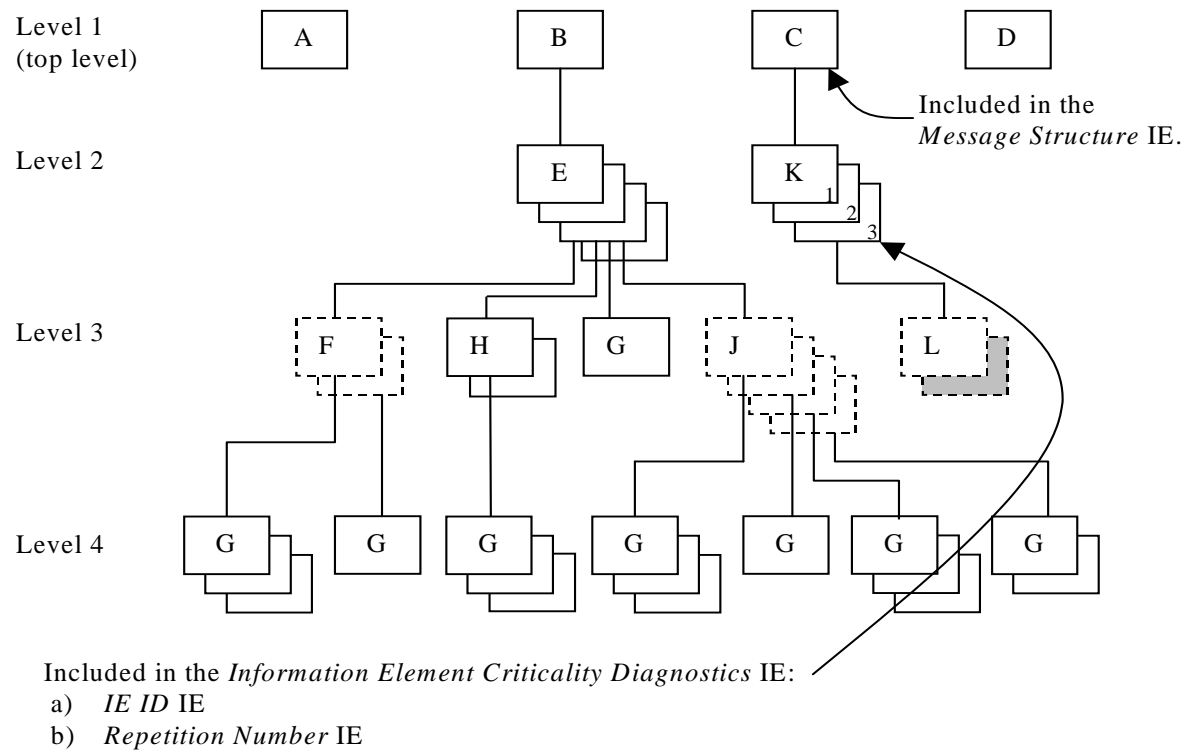 Level 1
(top level)
A
B
C
D
Included in the
Message Structure IE.
Level 2
E
K
1
2
3
Level 3
F
H
G
J
L
Level 4
G
G
G
G
G
G
G
Included in the Information Element Criticality Diagnostics IE:
a) IE ID IE
b) Repetition Number IE